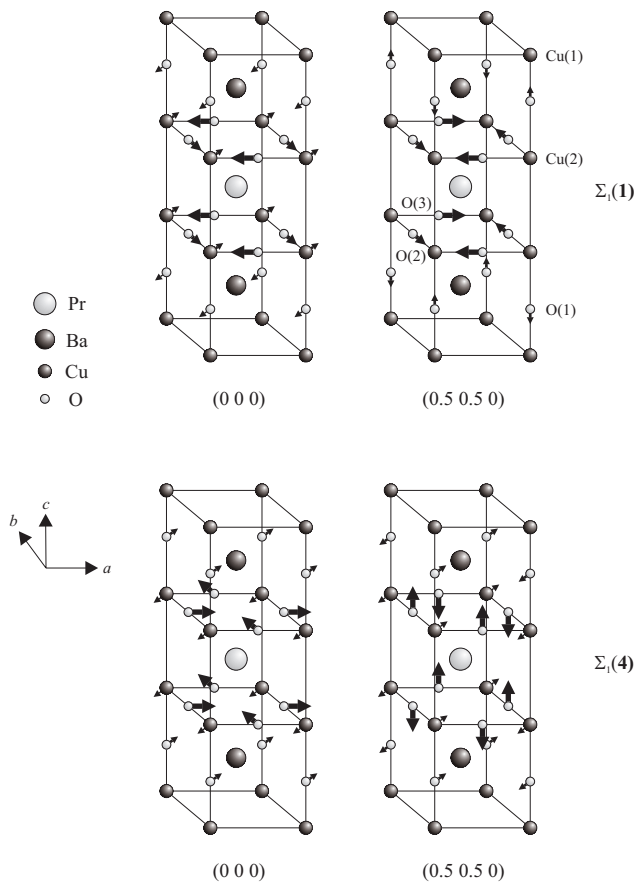 Cu(1)
Cu(2)
Σ₁(1)
O(3)
O(2)
O(1)
Pr
Ba
Cu
O
(0 0 0)
(0.5 0.5 0)
c
b
a
Σ₁(4)
(0 0 0)
(0.5 0.5 0)